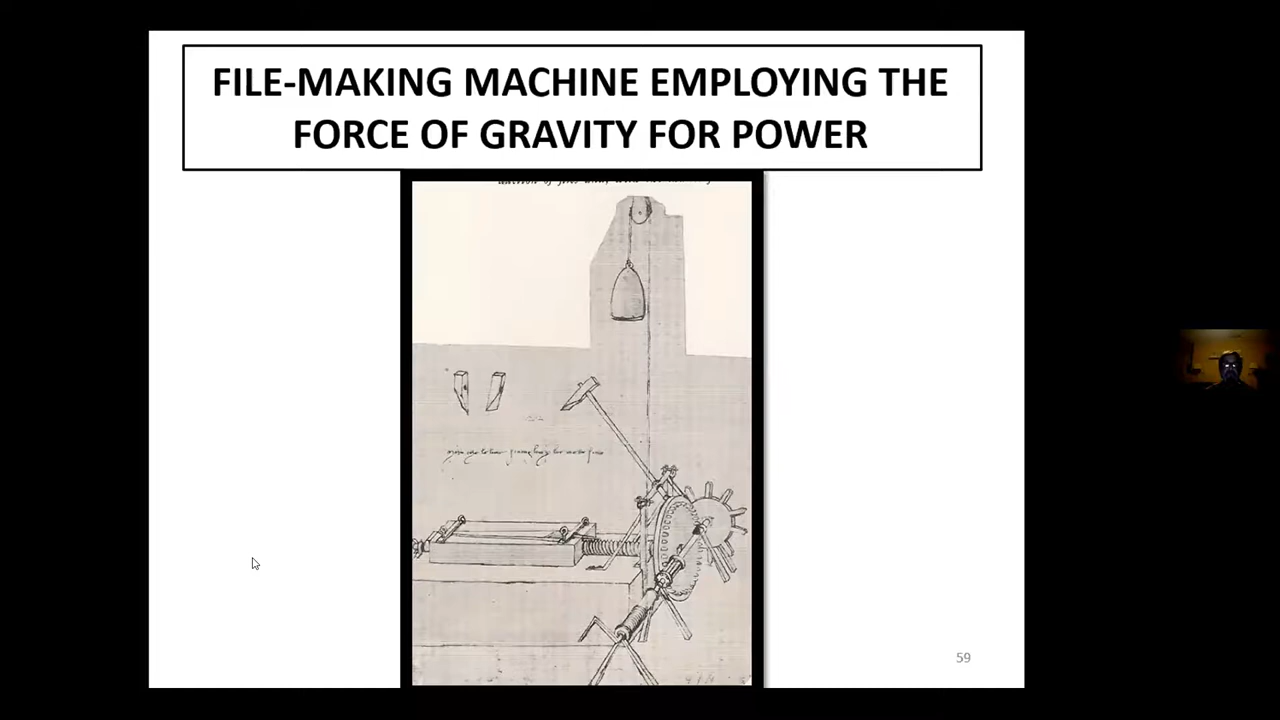 FILE-MAKING MACHINE EMPLOYING THE
FORCE OF GRAVITY FOR POWER
59